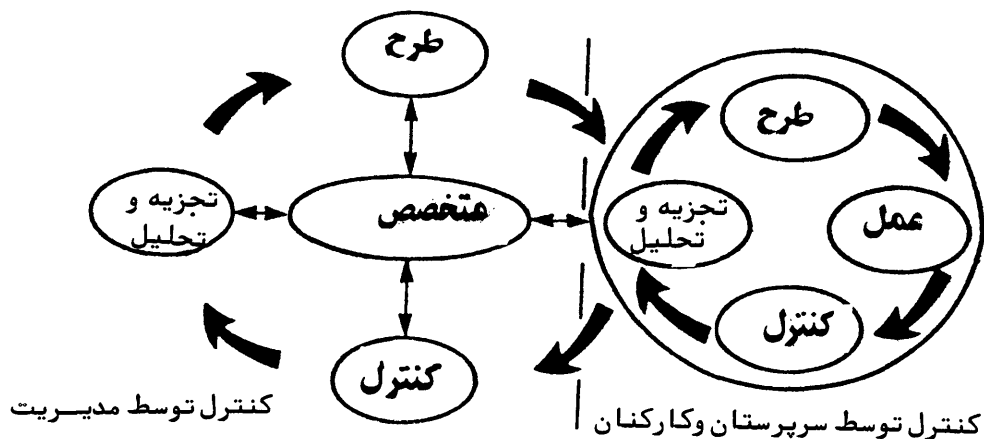 طرح
طرح
تجزیه و
تحلیل
متخصص
تجزیه و
تحلیل
عمل
کنترل
کنترل
کنترل توسط سرپرستان وکارکنان
کنترل توسط مدیریت